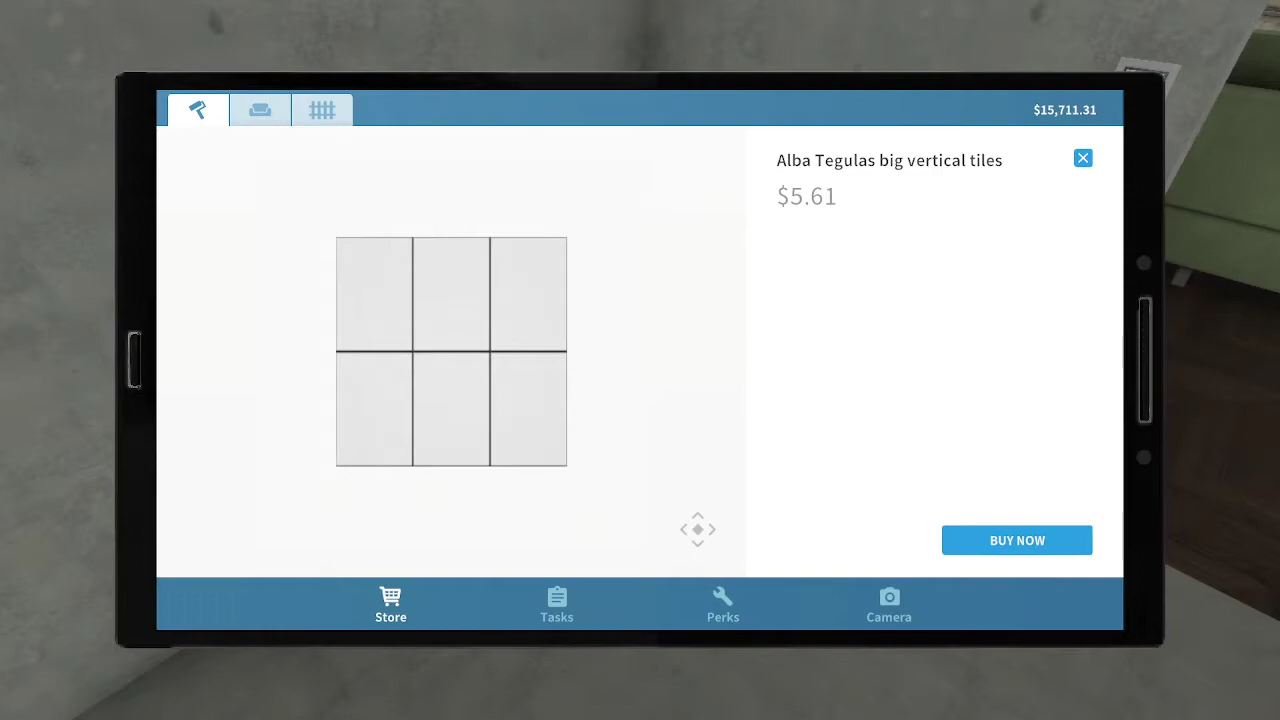 $15,711.31
Alba Tegulas big vertical tiles
$5.61
BUY NOW
Store
Tasks
Perks
Camera